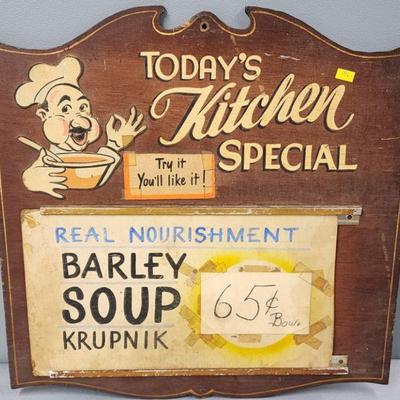 TODAY'S
Kitchen
SPECIAL
Try it
You'll like it!
REAL NOURISHMENT
BARLEY
SOUP
KRUPNIK
65¢
Bowl